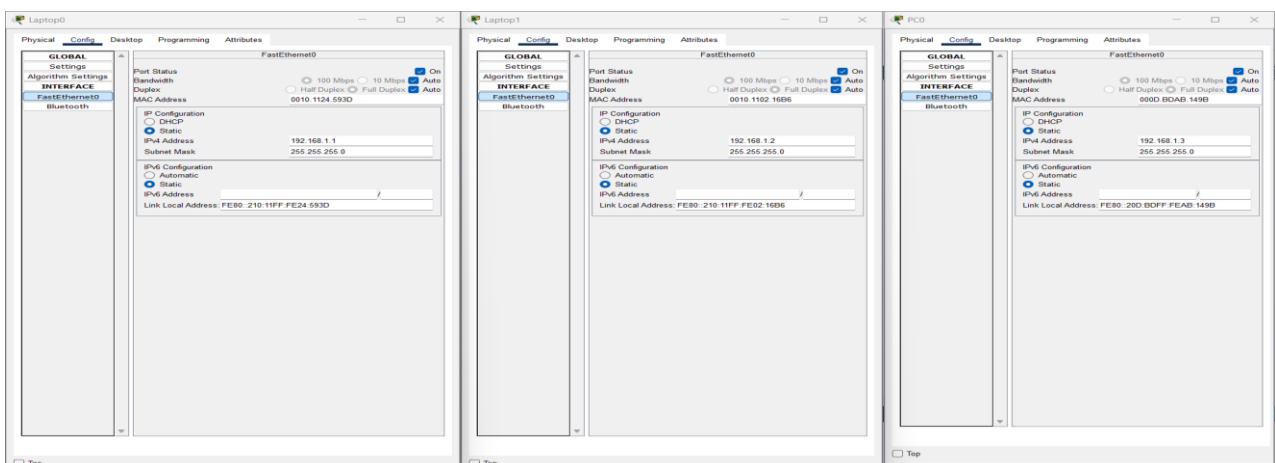 Laptop0
Physical Config Desktop Programming Attributes
GLOBAL
Settings
Algorithm Settings
INTERFACE
FastEthernet0
Bluetooth
FastEthernet0
Port Status On
Bandwidth 100 Mbps 10 Mbps Auto
Duplex Half Duplex Full Duplex Auto
MAC Address 0010.1124.593D
IP Configuration
DHCP
Static
IPv4 Address 192.168.1.1
Subnet Mask 255.255.255.0
IPv6 Configuration
Automatic
Static
IPv6 Address /
Link Local Address: FE80::210:11FF:FE24:593D
Top
Laptop1
Physical Config Desktop Programming Attributes
GLOBAL
Settings
Algorithm Settings
INTERFACE
FastEthernet0
Bluetooth
FastEthernet0
Port Status On
Bandwidth 100 Mbps 10 Mbps Auto
Duplex Half Duplex Full Duplex Auto
MAC Address 0010.1102.16B6
IP Configuration
DHCP
Static
IPv4 Address 192.168.1.2
Subnet Mask 255.255.255.0
IPv6 Configuration
Automatic
Static
IPv6 Address /
Link Local Address: FE80::210:11FF:FE02:16B6
Top
PC0
Physical Config Desktop Programming Attributes
GLOBAL
Settings
Algorithm Settings
INTERFACE
FastEthernet0
Bluetooth
FastEthernet0
Port Status On
Bandwidth 100 Mbps 10 Mbps Auto
Duplex Half Duplex Full Duplex Auto
MAC Address 000D.BDAB.149B
IP Configuration
DHCP
Static
IPv4 Address 192.168.1.3
Subnet Mask 255.255.255.0
IPv6 Configuration
Automatic
Static
IPv6 Address /
Link Local Address: FE80::20D:BDFF:FEAB:149B
Top